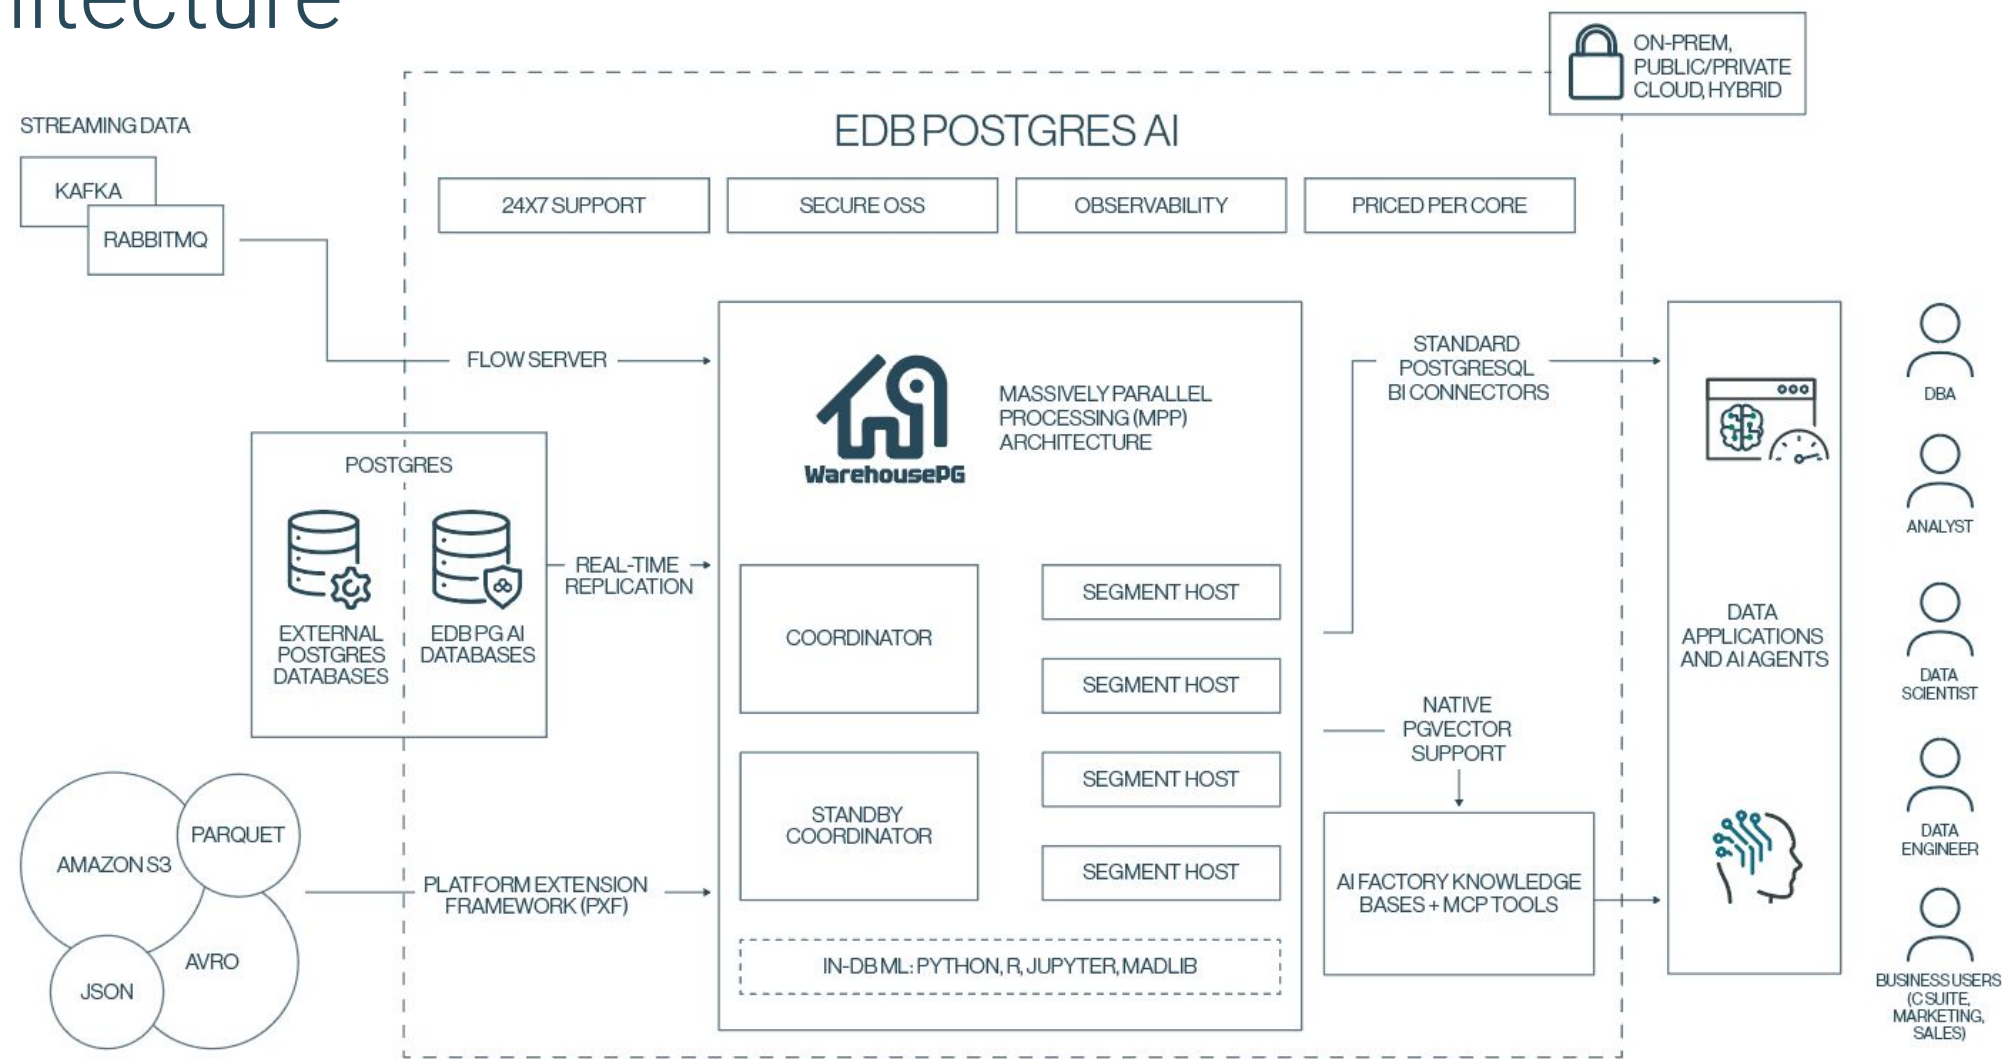 ON-PREM,
PUBLIC/PRIVATE
CLOUD, HYBRID
STREAMING DATA
KAFKA
RABBITMQ
EDB POSTGRES AI
24X7 SUPPORT
SECURE OSS
OBSERVABILITY
PRICED PER CORE
FLOW SERVER
POSTGRES
EXTERNAL
POSTGRES
DATABASES
EDB PG AI
DATABASES
REAL-TIME
REPLICATION
AMAZON S3
PARQUET
AVRO
JSON
PLATFORM EXTENSION
FRAMEWORK (PXF)
WarehousePG
MASSIVELY PARALLEL
PROCESSING (MPP)
ARCHITECTURE
COORDINATOR
STANDBY
COORDINATOR
SEGMENT HOST
SEGMENT HOST
SEGMENT HOST
SEGMENT HOST
IN-DB ML: PYTHON, R, JUPYTER, MADLIB
STANDARD
POSTGRESQL
BI CONNECTORS
NATIVE
PGVECTOR
SUPPORT
AI FACTORY KNOWLEDGE
BASES + MCP TOOLS
DATA
APPLICATIONS
AND AI AGENTS
DBA
ANALYST
DATA
SCIENTIST
DATA
ENGINEER
BUSINESS USERS
(C SUITE,
MARKETING,
SALES)